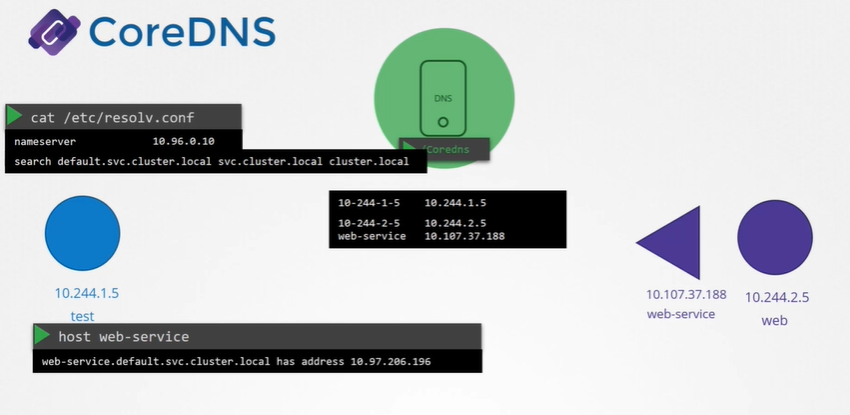 CoreDNS
DNS
/Coredns
cat /etc/resolv.conf
nameserver 10.96.0.10
search default.svc.cluster.local svc.cluster.local cluster.local
10-244-1-5 10.244.1.5
10-244-2-5 10.244.2.5
web-service 10.107.37.188
10.244.1.5
test
10.107.37.188
web-service
10.244.2.5
web
host web-service
web-service.default.svc.cluster.local has address 10.97.206.196